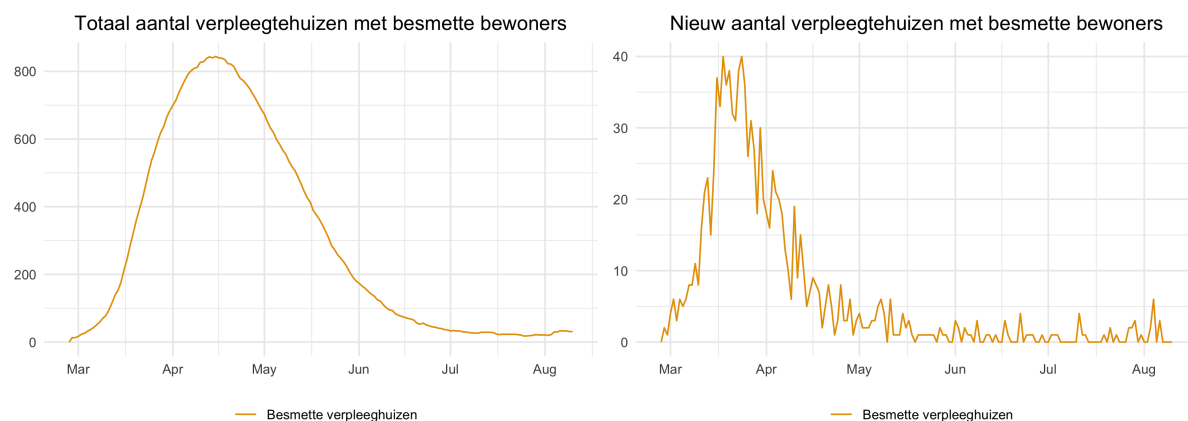 Totaal aantal verpleegtehuizen met besmette bewoners
800
600
400
200
0
Mar Apr May Jun Jul Aug
Besmette verpleeghuizen
Nieuw aantal verpleegtehuizen met besmette bewoners
40
30
20
10
0
Mar Apr May Jun Jul Aug
Besmette verpleeghuizen